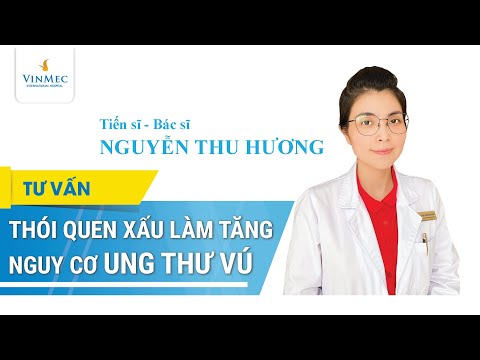 VINMEC
INTERNATIONAL HOSPITAL
Tiến sĩ - Bác sĩ
NGUYỄN THU HƯƠNG
TƯ VẤN
THÓI QUEN XẤU LÀM TĂNG
NGUY CƠ UNG THƯ VÚ